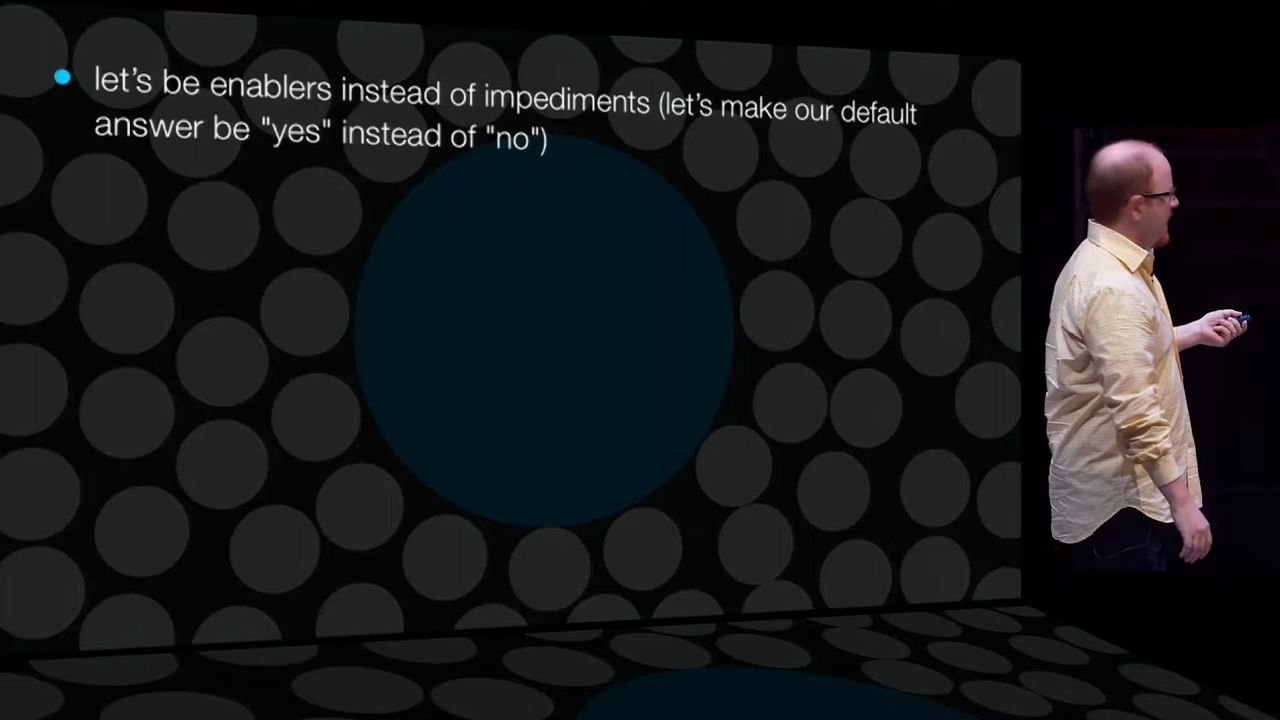 let’s be enablers instead of impediments (let’s make our default
answer be "yes" instead of "no")